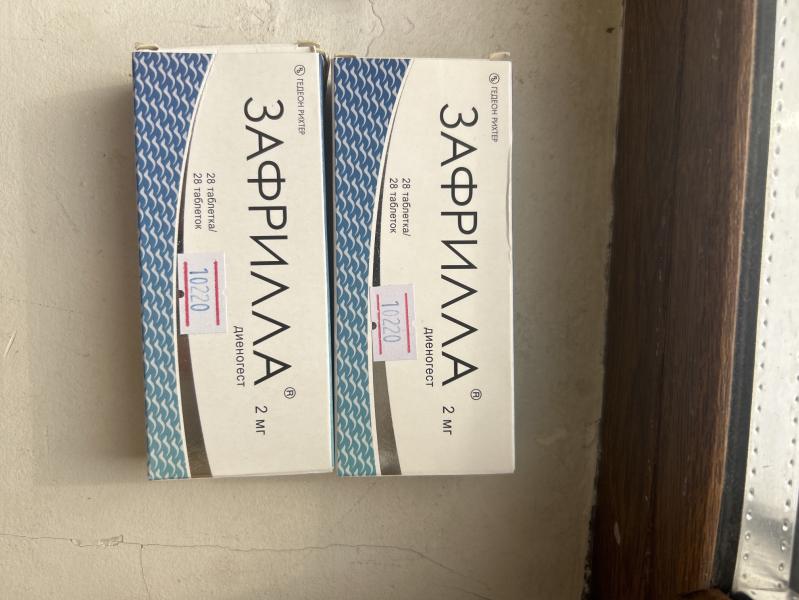 ГЕДЕОН РИХТЕР
ЗАФРИЛЛА®
диеногест 2 мг
28 таблетка/
28 таблеток
10220
ГЕДЕОН РИХТЕР
ЗАФРИЛЛА®
диеногест 2 мг
28 таблетка/
28 таблеток
10220